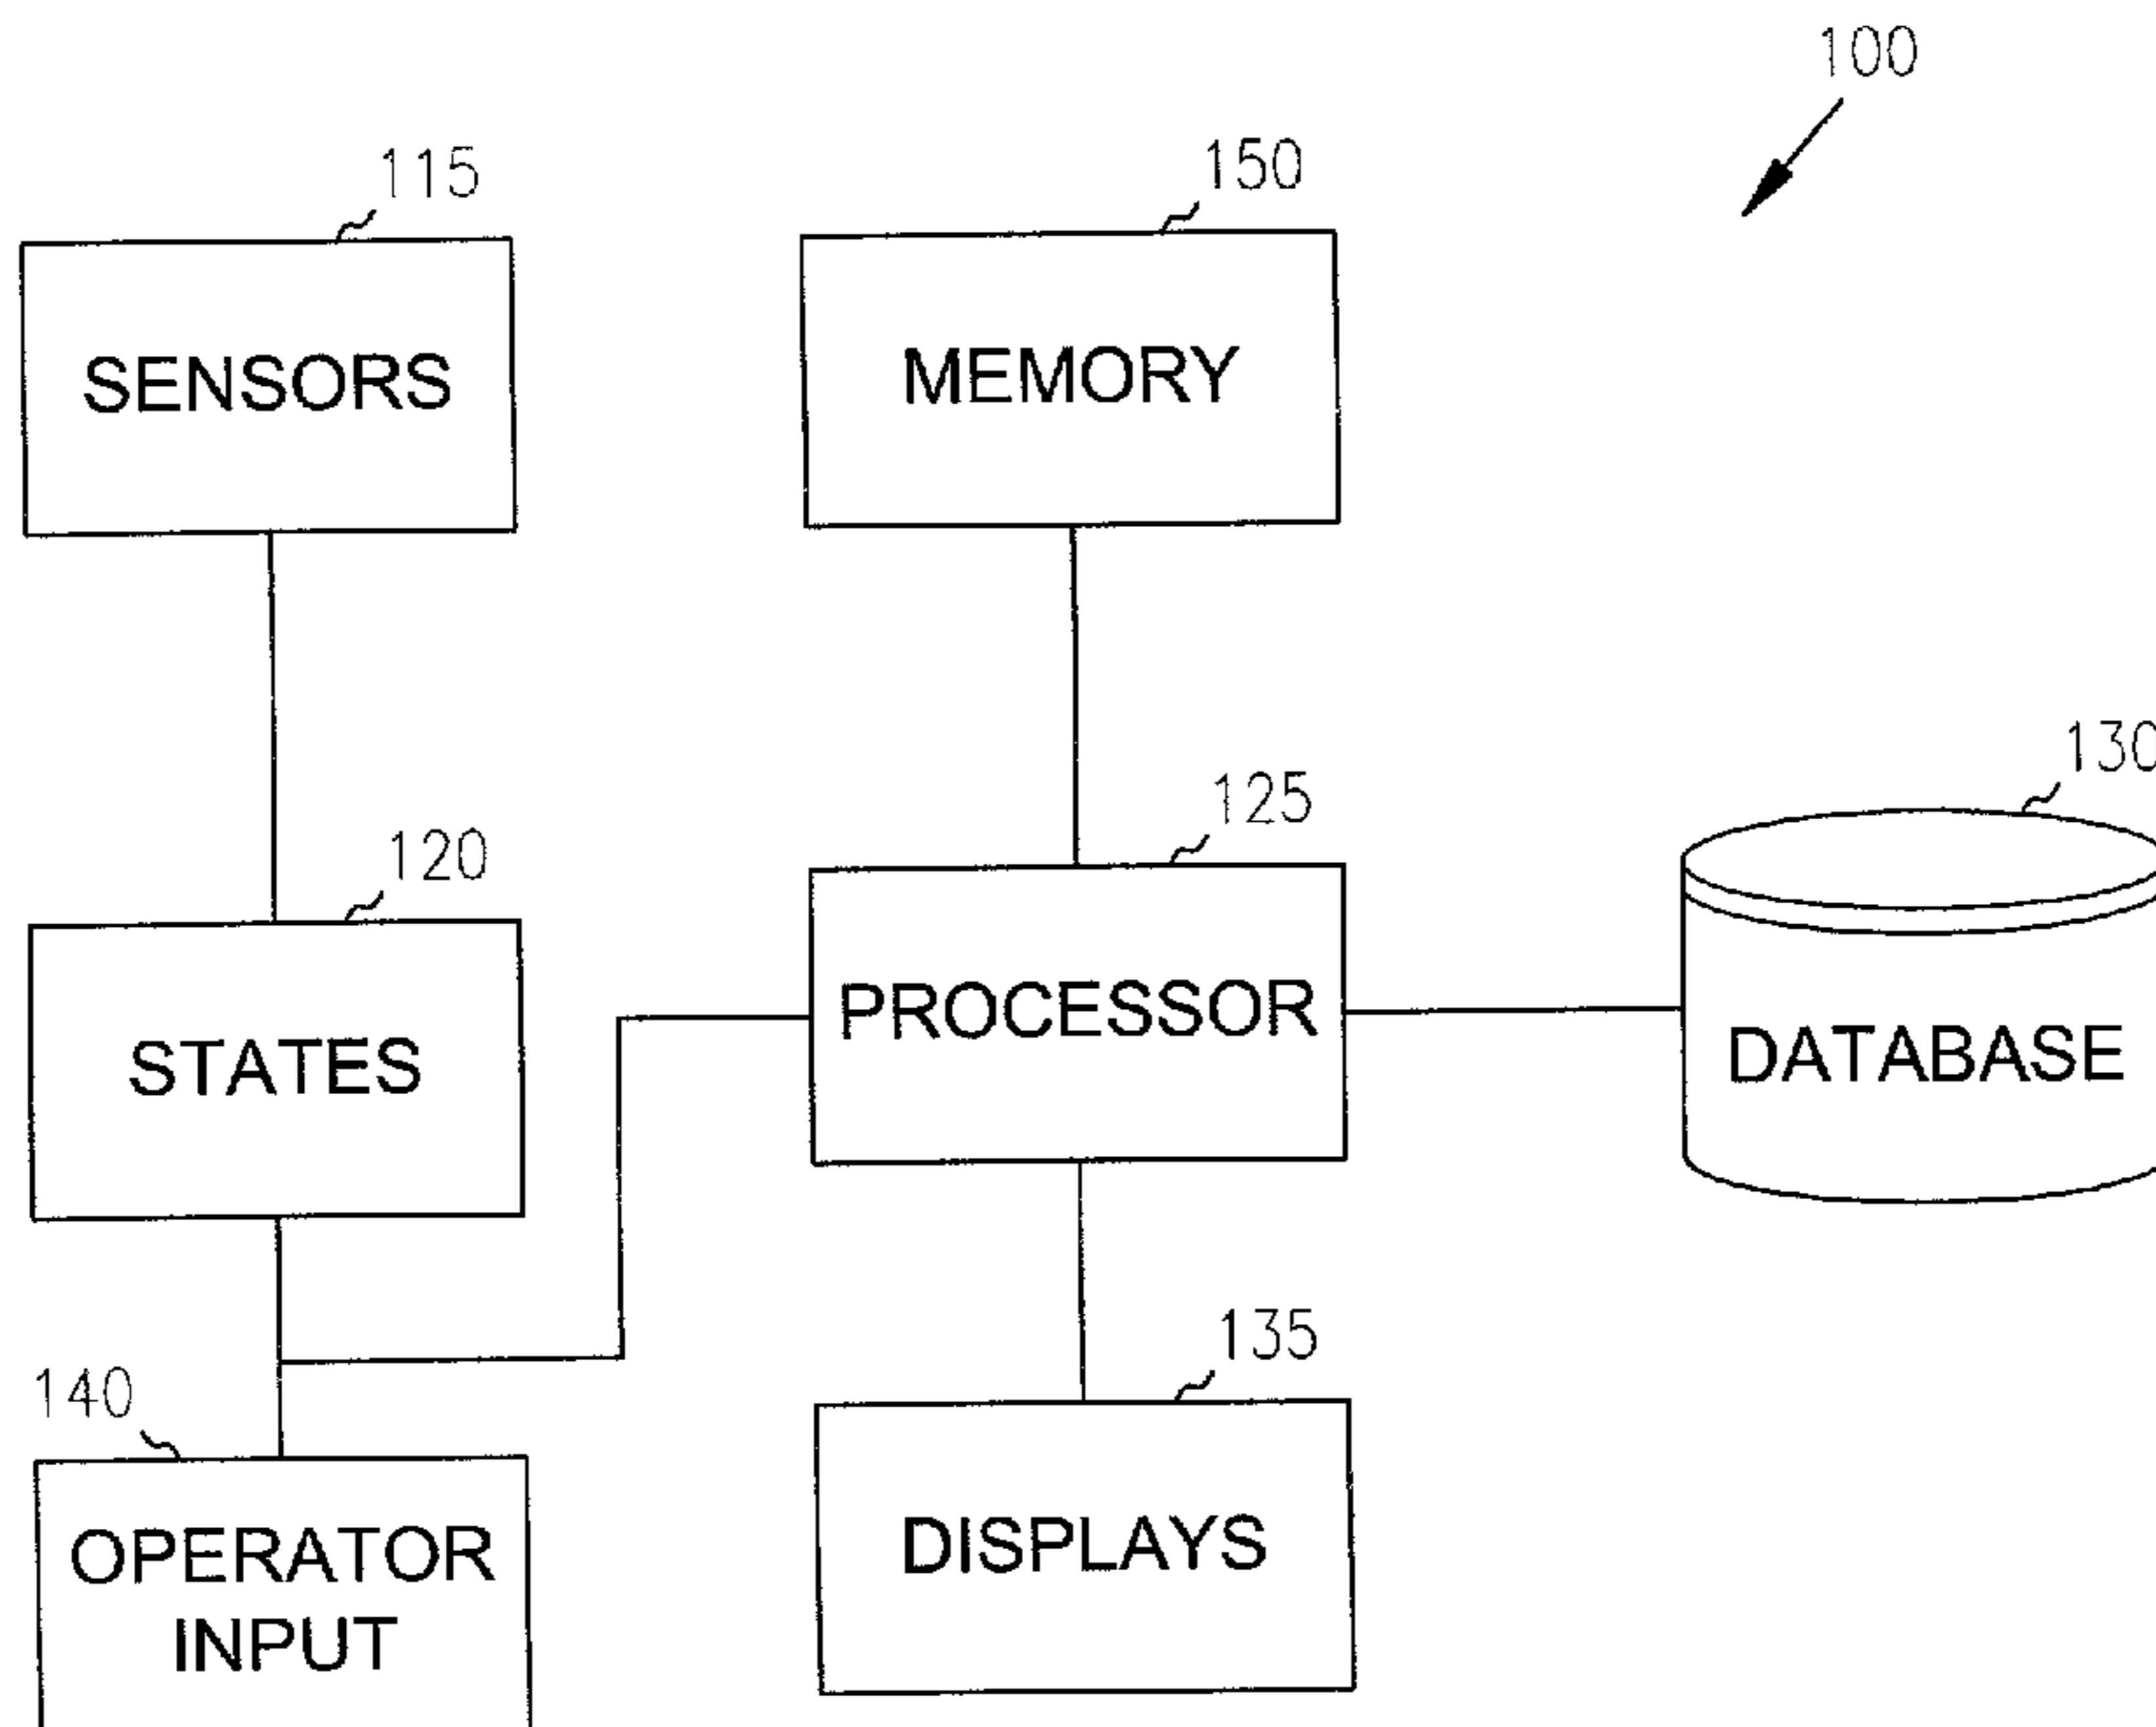 100
115
150
SENSORS
MEMORY
130
125
120
PROCESSOR
DATABASE
STATES
135
140
DISPLAYS
OPERATOR
INPUT